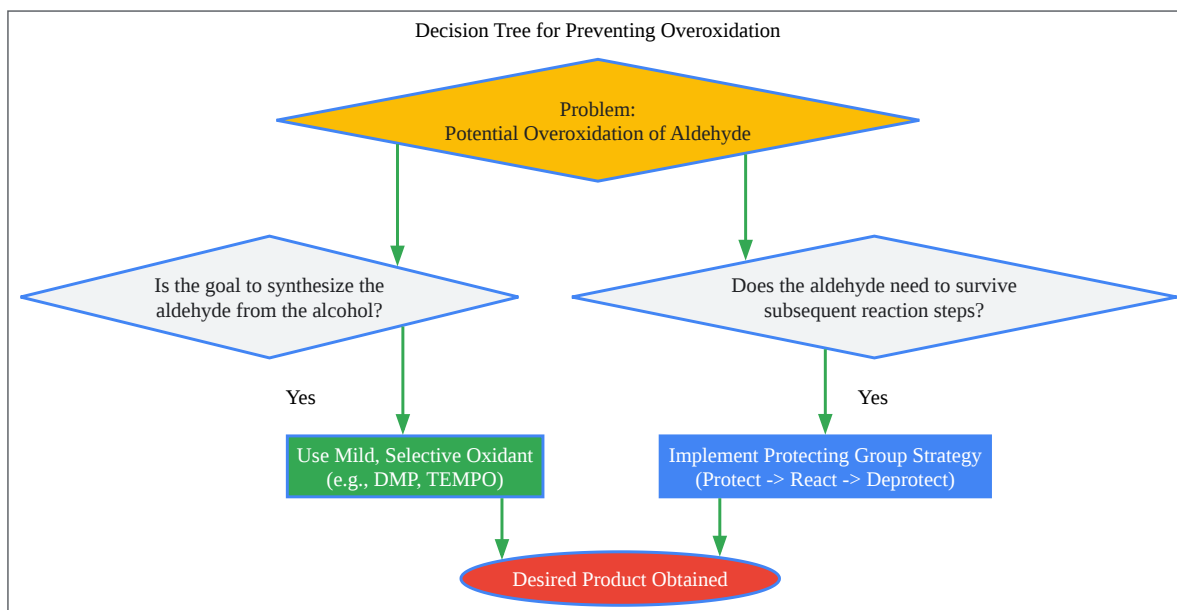 Decision Tree for Preventing Overoxidation
Problem:
Potential Overoxidation of Aldehyde
Is the goal to synthesize the
aldehyde from the alcohol?
Does the aldehyde need to survive
subsequent reaction steps?
Yes
Yes
Use Mild, Selective Oxidant
(e.g., DMP, TEMPO)
Implement Protecting Group Strategy
(Protect -> React -> Deprotect)
Desired Product Obtained